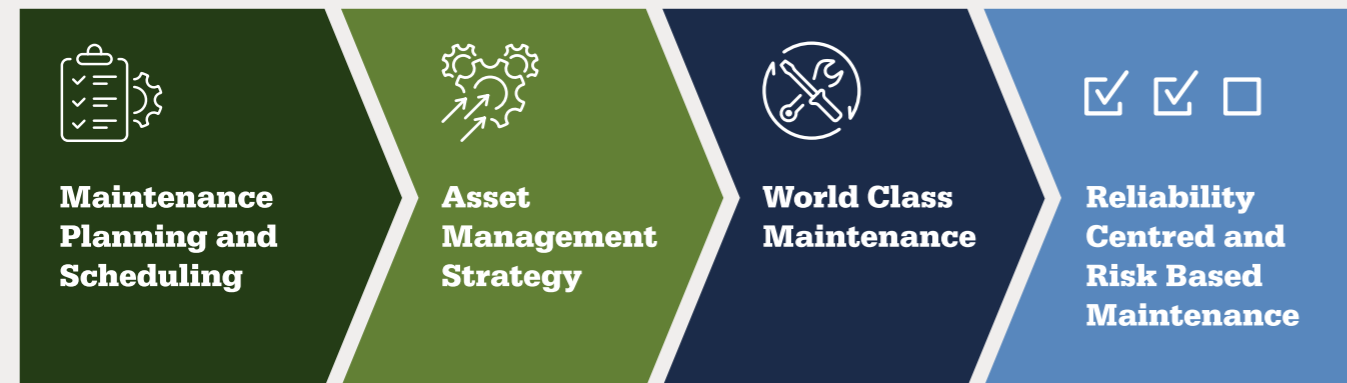 Maintenance
Planning and
Scheduling
Asset
Management
Strategy
World Class
Maintenance
Reliability
Centred and
Risk Based
Maintenance